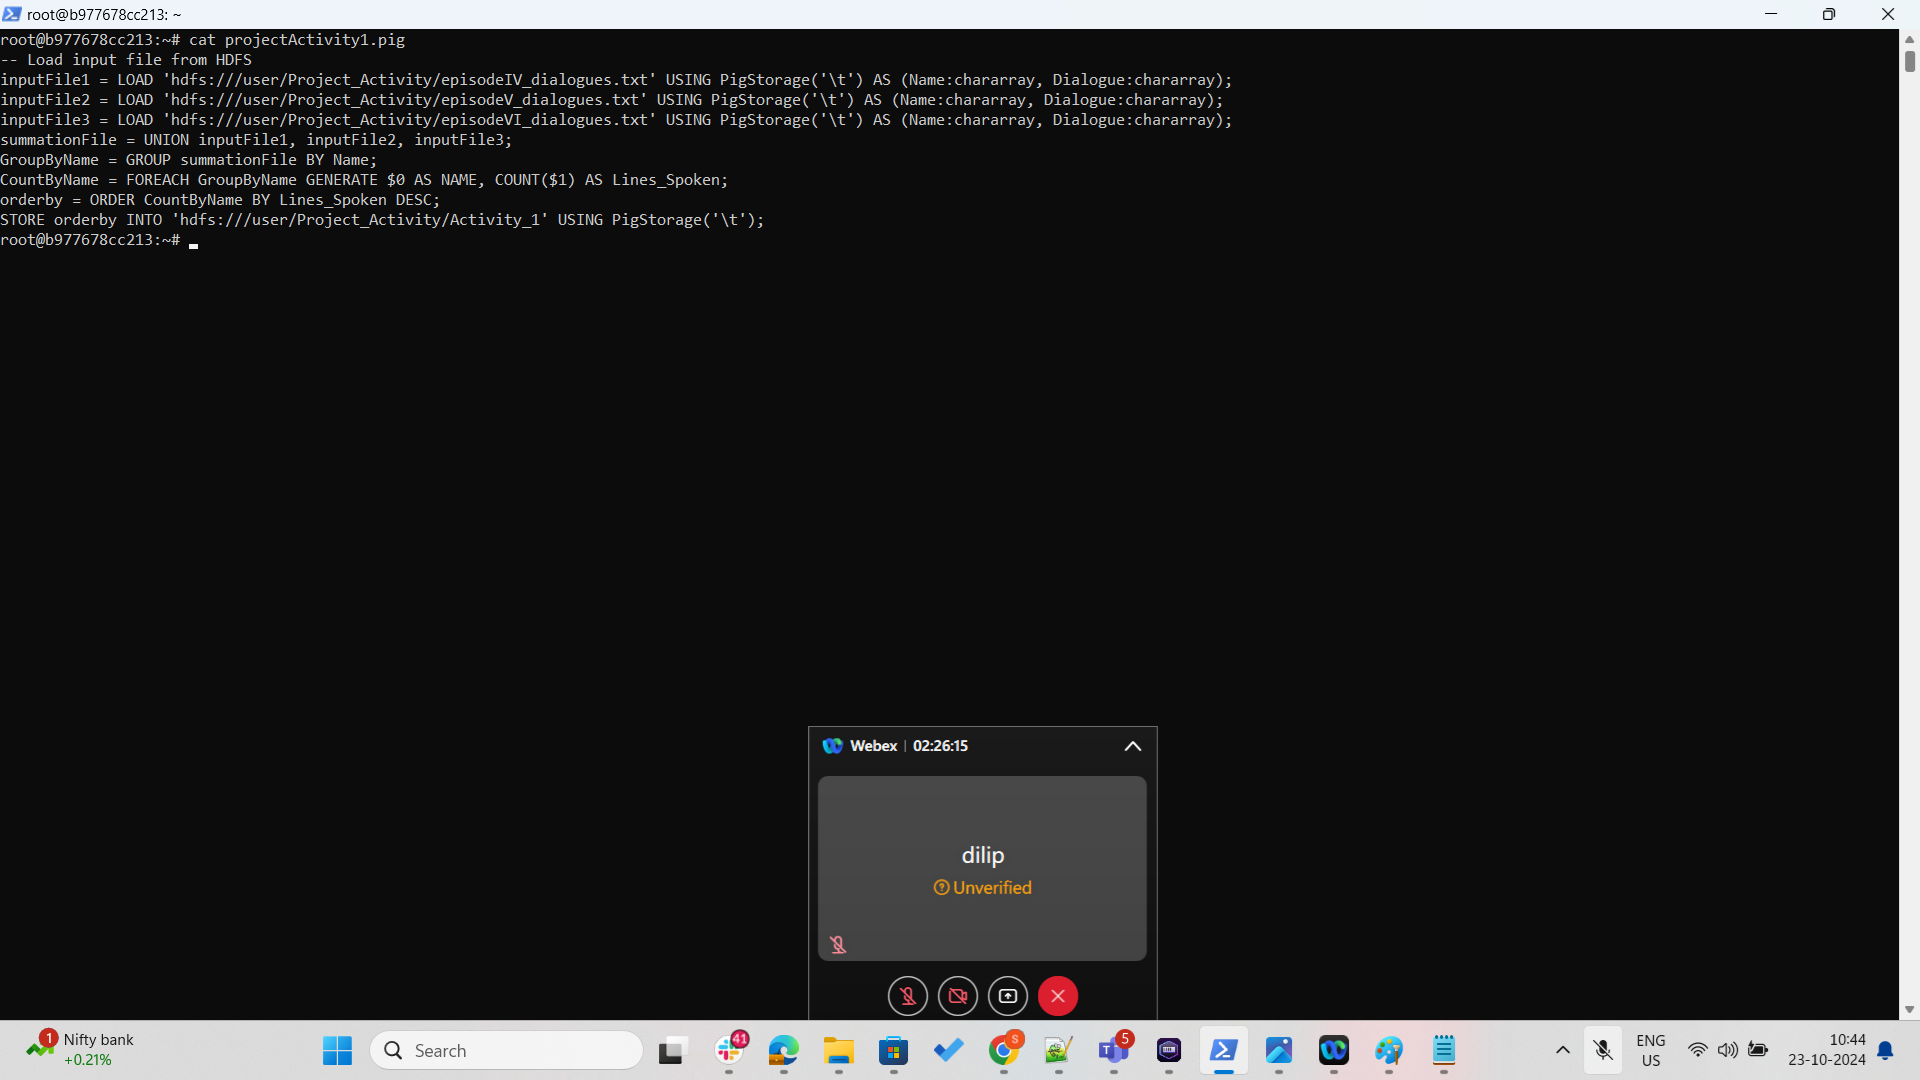 root@b977678cc213: ~
root@b977678cc213:~# cat projectActivity1.pig
-- Load input file from HDFS
inputFile1 = LOAD 'hdfs:///user/Project_Activity/episodeIV_dialogues.txt' USING PigStorage('\t') AS (Name:chararray, Dialogue:chararray);
inputFile2 = LOAD 'hdfs:///user/Project_Activity/episodeV_dialogues.txt' USING PigStorage('\t') AS (Name:chararray, Dialogue:chararray);
inputFile3 = LOAD 'hdfs:///user/Project_Activity/episodeVI_dialogues.txt' USING PigStorage('\t') AS (Name:chararray, Dialogue:chararray);
summationFile = UNION inputFile1, inputFile2, inputFile3;
GroupByName = GROUP summationFile BY Name;
CountByName = FOREACH GroupByName GENERATE $0 AS NAME, COUNT($1) AS Lines_Spoken;
orderby = ORDER CountByName BY Lines_Spoken DESC;
STORE orderby INTO 'hdfs:///user/Project_Activity/Activity_1' USING PigStorage('\t');
root@b977678cc213:~#
Webex | 02:26:15
dilip
Unverified
1
Nifty bank
+0.21%
Search
41
S
5
ENG
US
10:44
23-10-2024